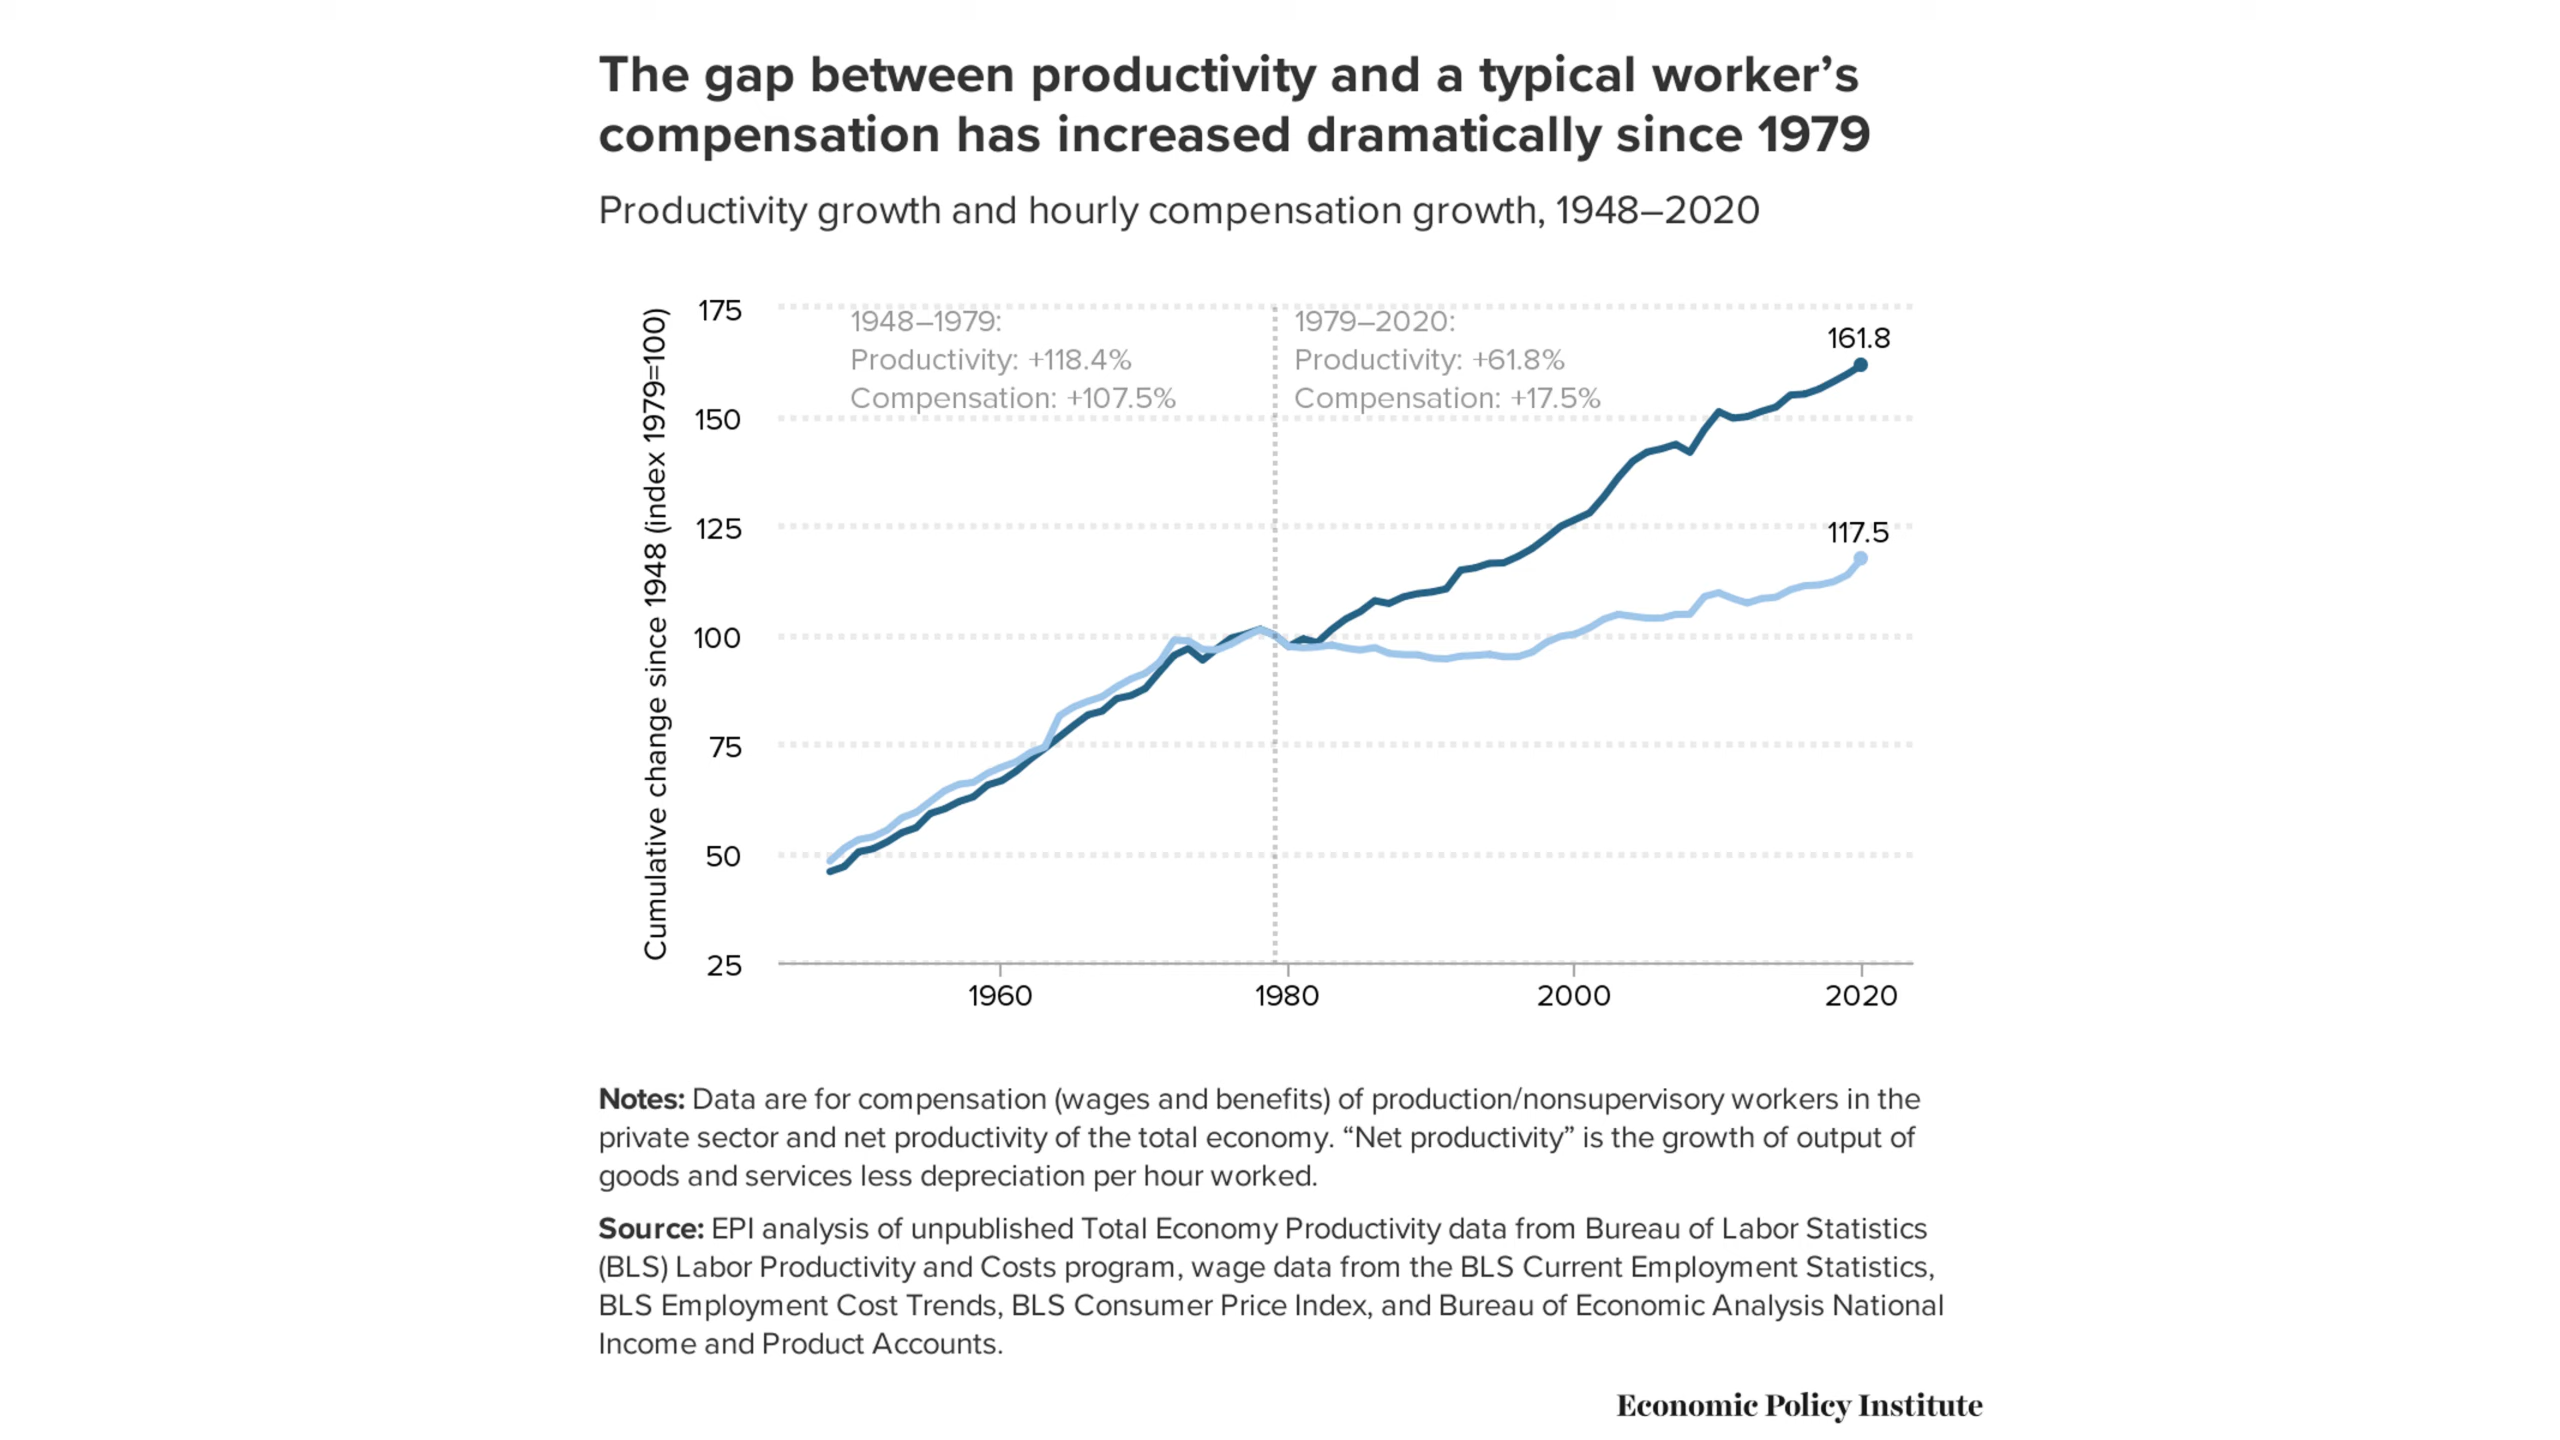 The gap between productivity and a typical worker’s
compensation has increased dramatically since 1979
Productivity growth and hourly compensation growth, 1948–2020
Cumulative change since 1948 (index 1979=100)
175
150
125
100
75
50
25
1948–1979:
Productivity: +118.4%
Compensation: +107.5%
1979–2020:
Productivity: +61.8%
Compensation: +17.5%
161.8
117.5
1960
1980
2000
2020
Notes: Data are for compensation (wages and benefits) of production/nonsupervisory workers in the
private sector and net productivity of the total economy. “Net productivity” is the growth of output of
goods and services less depreciation per hour worked.
Source: EPI analysis of unpublished Total Economy Productivity data from Bureau of Labor Statistics
(BLS) Labor Productivity and Costs program, wage data from the BLS Current Employment Statistics,
BLS Employment Cost Trends, BLS Consumer Price Index, and Bureau of Economic Analysis National
Income and Product Accounts.
Economic Policy Institute